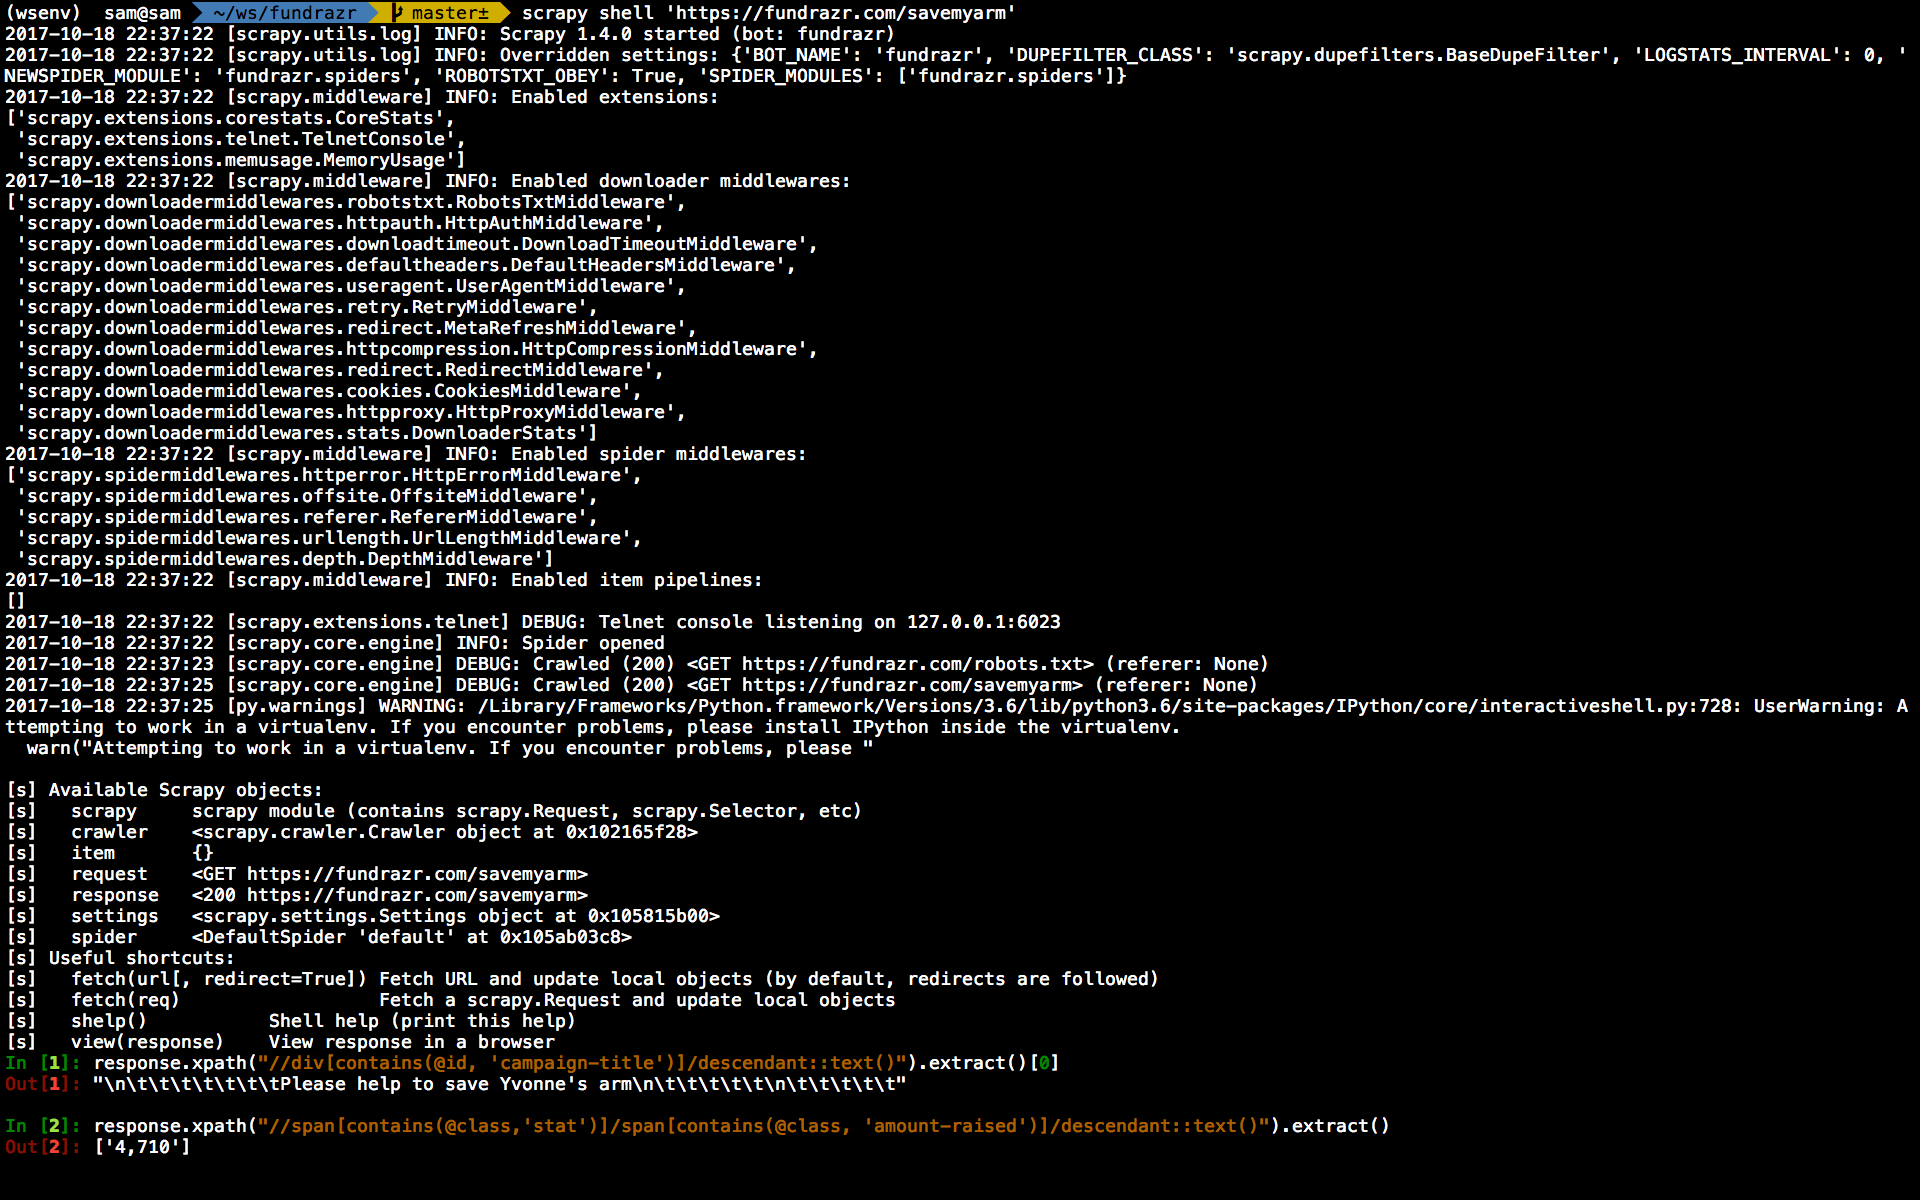 (wsenv)  sam@sam  ~/ws/fundrazr  master±  scrapy shell 'https://fundrazr.com/savemyarm'
2017-10-18 22:37:22 [scrapy.utils.log] INFO: Scrapy 1.4.0 started (bot: fundrazr)
2017-10-18 22:37:22 [scrapy.utils.log] INFO: Overridden settings: {'BOT_NAME': 'fundrazr', 'DUPEFILTER_CLASS': 'scrapy.dupefilters.BaseDupeFilter', 'LOGSTATS_INTERVAL': 0, '
NEWSPIDER_MODULE': 'fundrazr.spiders', 'ROBOTSTXT_OBEY': True, 'SPIDER_MODULES': ['fundrazr.spiders']}
2017-10-18 22:37:22 [scrapy.middleware] INFO: Enabled extensions:
['scrapy.extensions.corestats.CoreStats',
 'scrapy.extensions.telnet.TelnetConsole',
 'scrapy.extensions.memusage.MemoryUsage']
2017-10-18 22:37:22 [scrapy.middleware] INFO: Enabled downloader middlewares:
['scrapy.downloadermiddlewares.robotstxt.RobotsTxtMiddleware',
 'scrapy.downloadermiddlewares.httpauth.HttpAuthMiddleware',
 'scrapy.downloadermiddlewares.downloadtimeout.DownloadTimeoutMiddleware',
 'scrapy.downloadermiddlewares.defaultheaders.DefaultHeadersMiddleware',
 'scrapy.downloadermiddlewares.useragent.UserAgentMiddleware',
 'scrapy.downloadermiddlewares.retry.RetryMiddleware',
 'scrapy.downloadermiddlewares.redirect.MetaRefreshMiddleware',
 'scrapy.downloadermiddlewares.httpcompression.HttpCompressionMiddleware',
 'scrapy.downloadermiddlewares.redirect.RedirectMiddleware',
 'scrapy.downloadermiddlewares.cookies.CookiesMiddleware',
 'scrapy.downloadermiddlewares.httpproxy.HttpProxyMiddleware',
 'scrapy.downloadermiddlewares.stats.DownloaderStats']
2017-10-18 22:37:22 [scrapy.middleware] INFO: Enabled spider middlewares:
['scrapy.spidermiddlewares.httperror.HttpErrorMiddleware',
 'scrapy.spidermiddlewares.offsite.OffsiteMiddleware',
 'scrapy.spidermiddlewares.referer.RefererMiddleware',
 'scrapy.spidermiddlewares.urllength.UrlLengthMiddleware',
 'scrapy.spidermiddlewares.depth.DepthMiddleware']
2017-10-18 22:37:22 [scrapy.middleware] INFO: Enabled item pipelines:
[]
2017-10-18 22:37:22 [scrapy.extensions.telnet] DEBUG: Telnet console listening on 127.0.0.1:6023
2017-10-18 22:37:22 [scrapy.core.engine] INFO: Spider opened
2017-10-18 22:37:23 [scrapy.core.engine] DEBUG: Crawled (200) <GET https://fundrazr.com/robots.txt> (referer: None)
2017-10-18 22:37:25 [scrapy.core.engine] DEBUG: Crawled (200) <GET https://fundrazr.com/savemyarm> (referer: None)
2017-10-18 22:37:25 [py.warnings] WARNING: /Library/Frameworks/Python.framework/Versions/3.6/lib/python3.6/site-packages/IPython/core/interactiveshell.py:728: UserWarning: A
ttempting to work in a virtualenv. If you encounter problems, please install IPython inside the virtualenv.
  warn("Attempting to work in a virtualenv. If you encounter problems, please "
[s] Available Scrapy objects:
[s]   scrapy     scrapy module (contains scrapy.Request, scrapy.Selector, etc)
[s]   crawler    <scrapy.crawler.Crawler object at 0x102165f28>
[s]   item       {}
[s]   request    <GET https://fundrazr.com/savemyarm>
[s]   response   <200 https://fundrazr.com/savemyarm>
[s]   settings   <scrapy.settings.Settings object at 0x105815b00>
[s]   spider     <DefaultSpider 'default' at 0x105ab03c8>
[s] Useful shortcuts:
[s]   fetch(url[, redirect=True]) Fetch URL and update local objects (by default, redirects are followed)
[s]   fetch(req)                  Fetch a scrapy.Request and update local objects
[s]   shelp()           Shell help (print this help)
[s]   view(response)    View response in a browser
In [1]: response.xpath("//div[contains(@id, 'campaign-title')]/descendant::text()").extract()[0]
Out[1]: "\n\t\t\t\t\t\t\tPlease help to save Yvonne's arm\n\t\t\t\t\t\n\t\t\t\t\t"
In [2]: response.xpath("//span[contains(@class,'stat')]/span[contains(@class, 'amount-raised')]/descendant::text()").extract()
Out[2]: ['4,710']